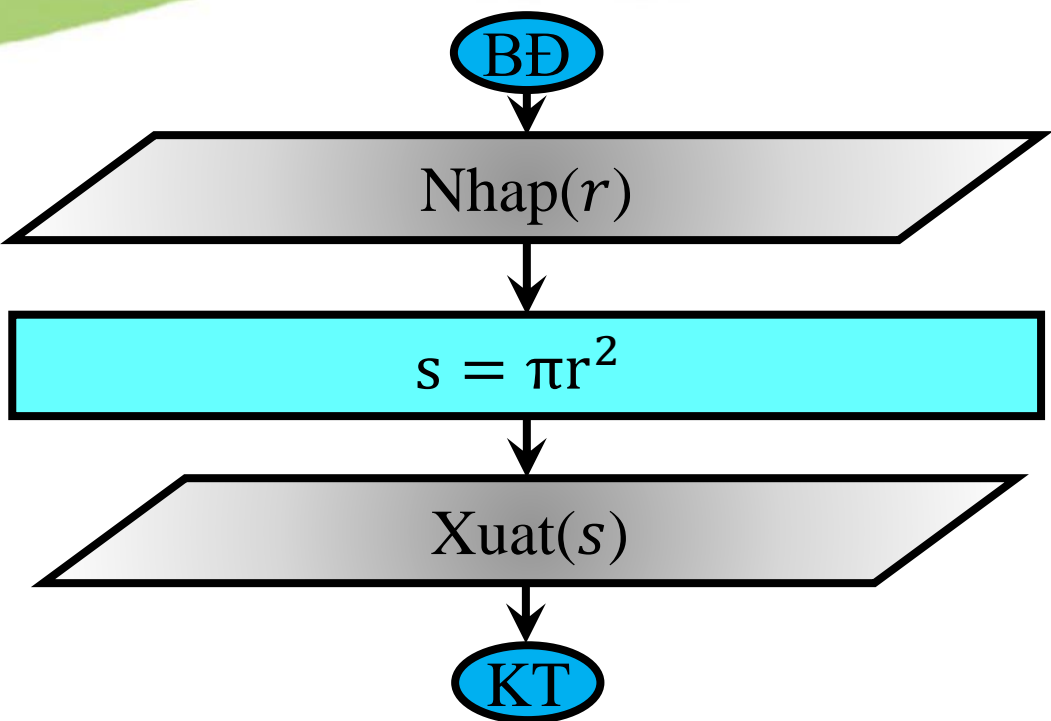 BĐ
Nhap(r)
s = πr²
Xuat(s)
KT